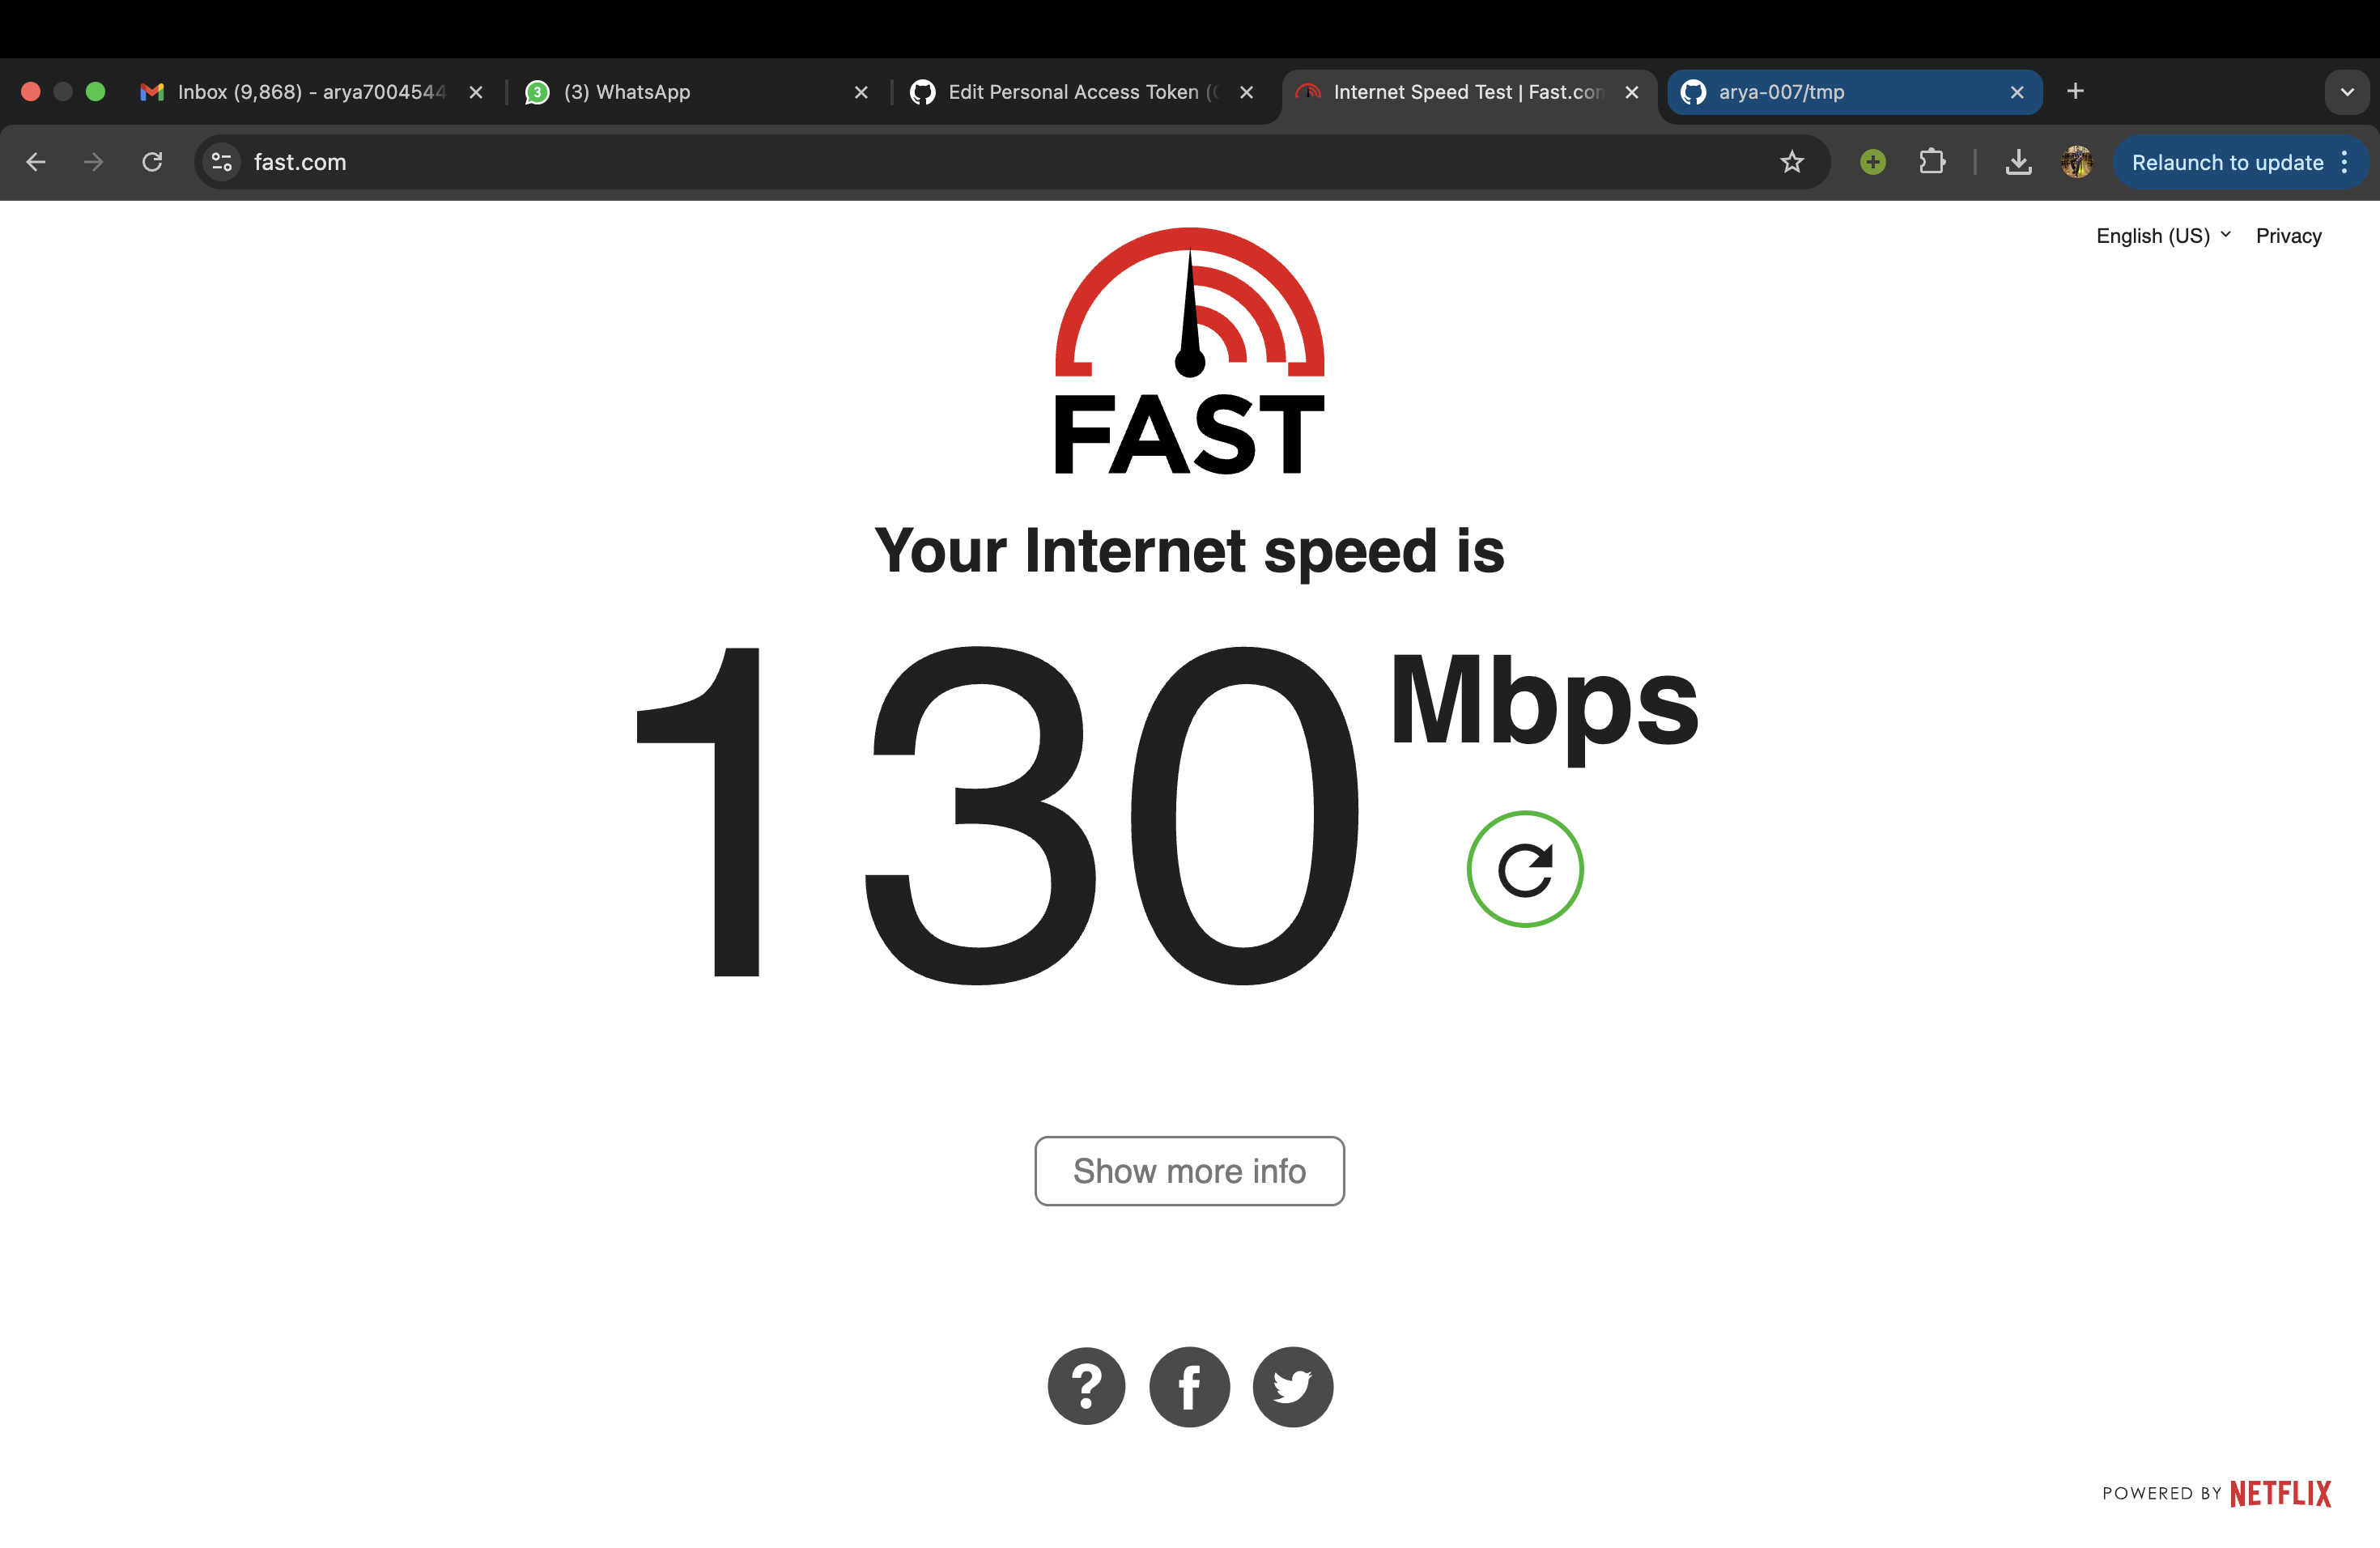 Inbox (9,868) - arya7004544
3 (3) WhatsApp
Edit Personal Access Token (
Internet Speed Test | Fast.com
arya-007/tmp
fast.com
Relaunch to update
English (US) Privacy
FAST
Your Internet speed is
130 Mbps
Show more info
POWERED BY NETFLIX